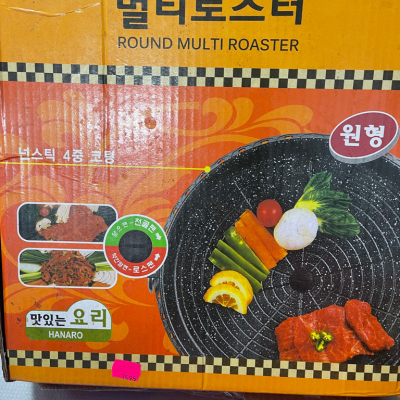 멀티로스터
ROUND MULTI ROASTER
원형
넌스틱 4중 코팅
맛있는 요리
HANARO